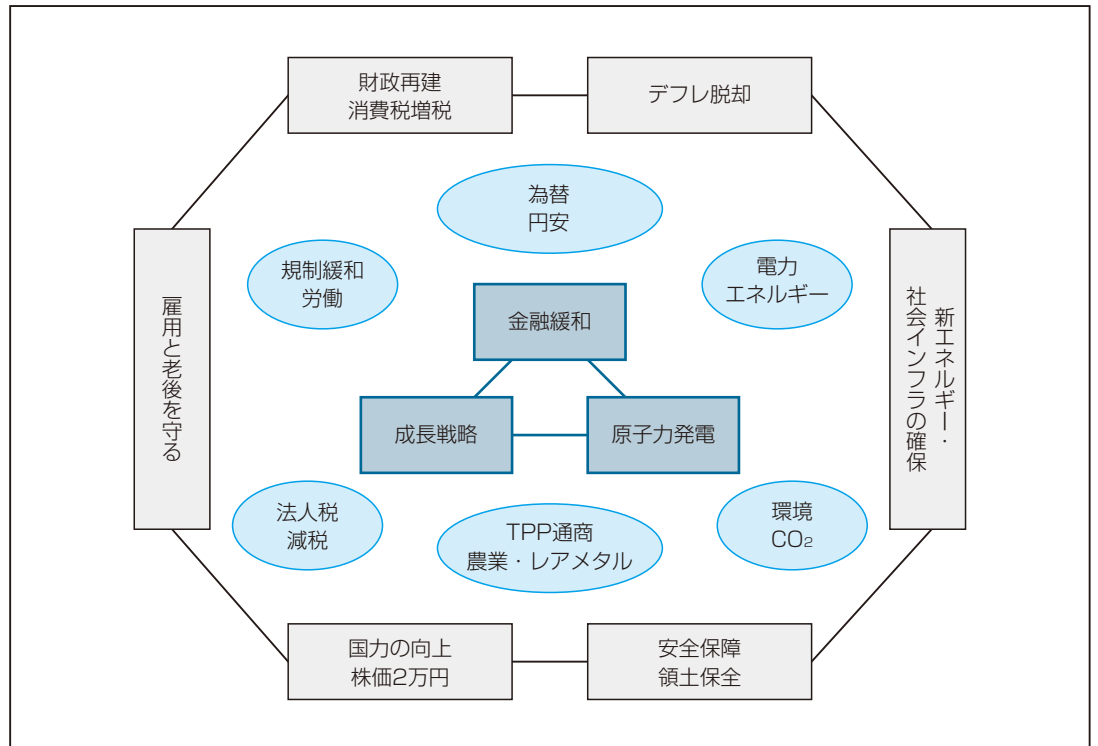 財政再建
消費税増税
デフレ脱却
為替
円安
規制緩和
労働
電力
エネルギー
金融緩和
雇用と老後を守る
新エネルギー・
社会インフラの確保
成長戦略
原子力発電
法人税
減税
TPP通商
農業・レアメタル
環境
CO₂
国力の向上
株価2万円
安全保障
領土保全